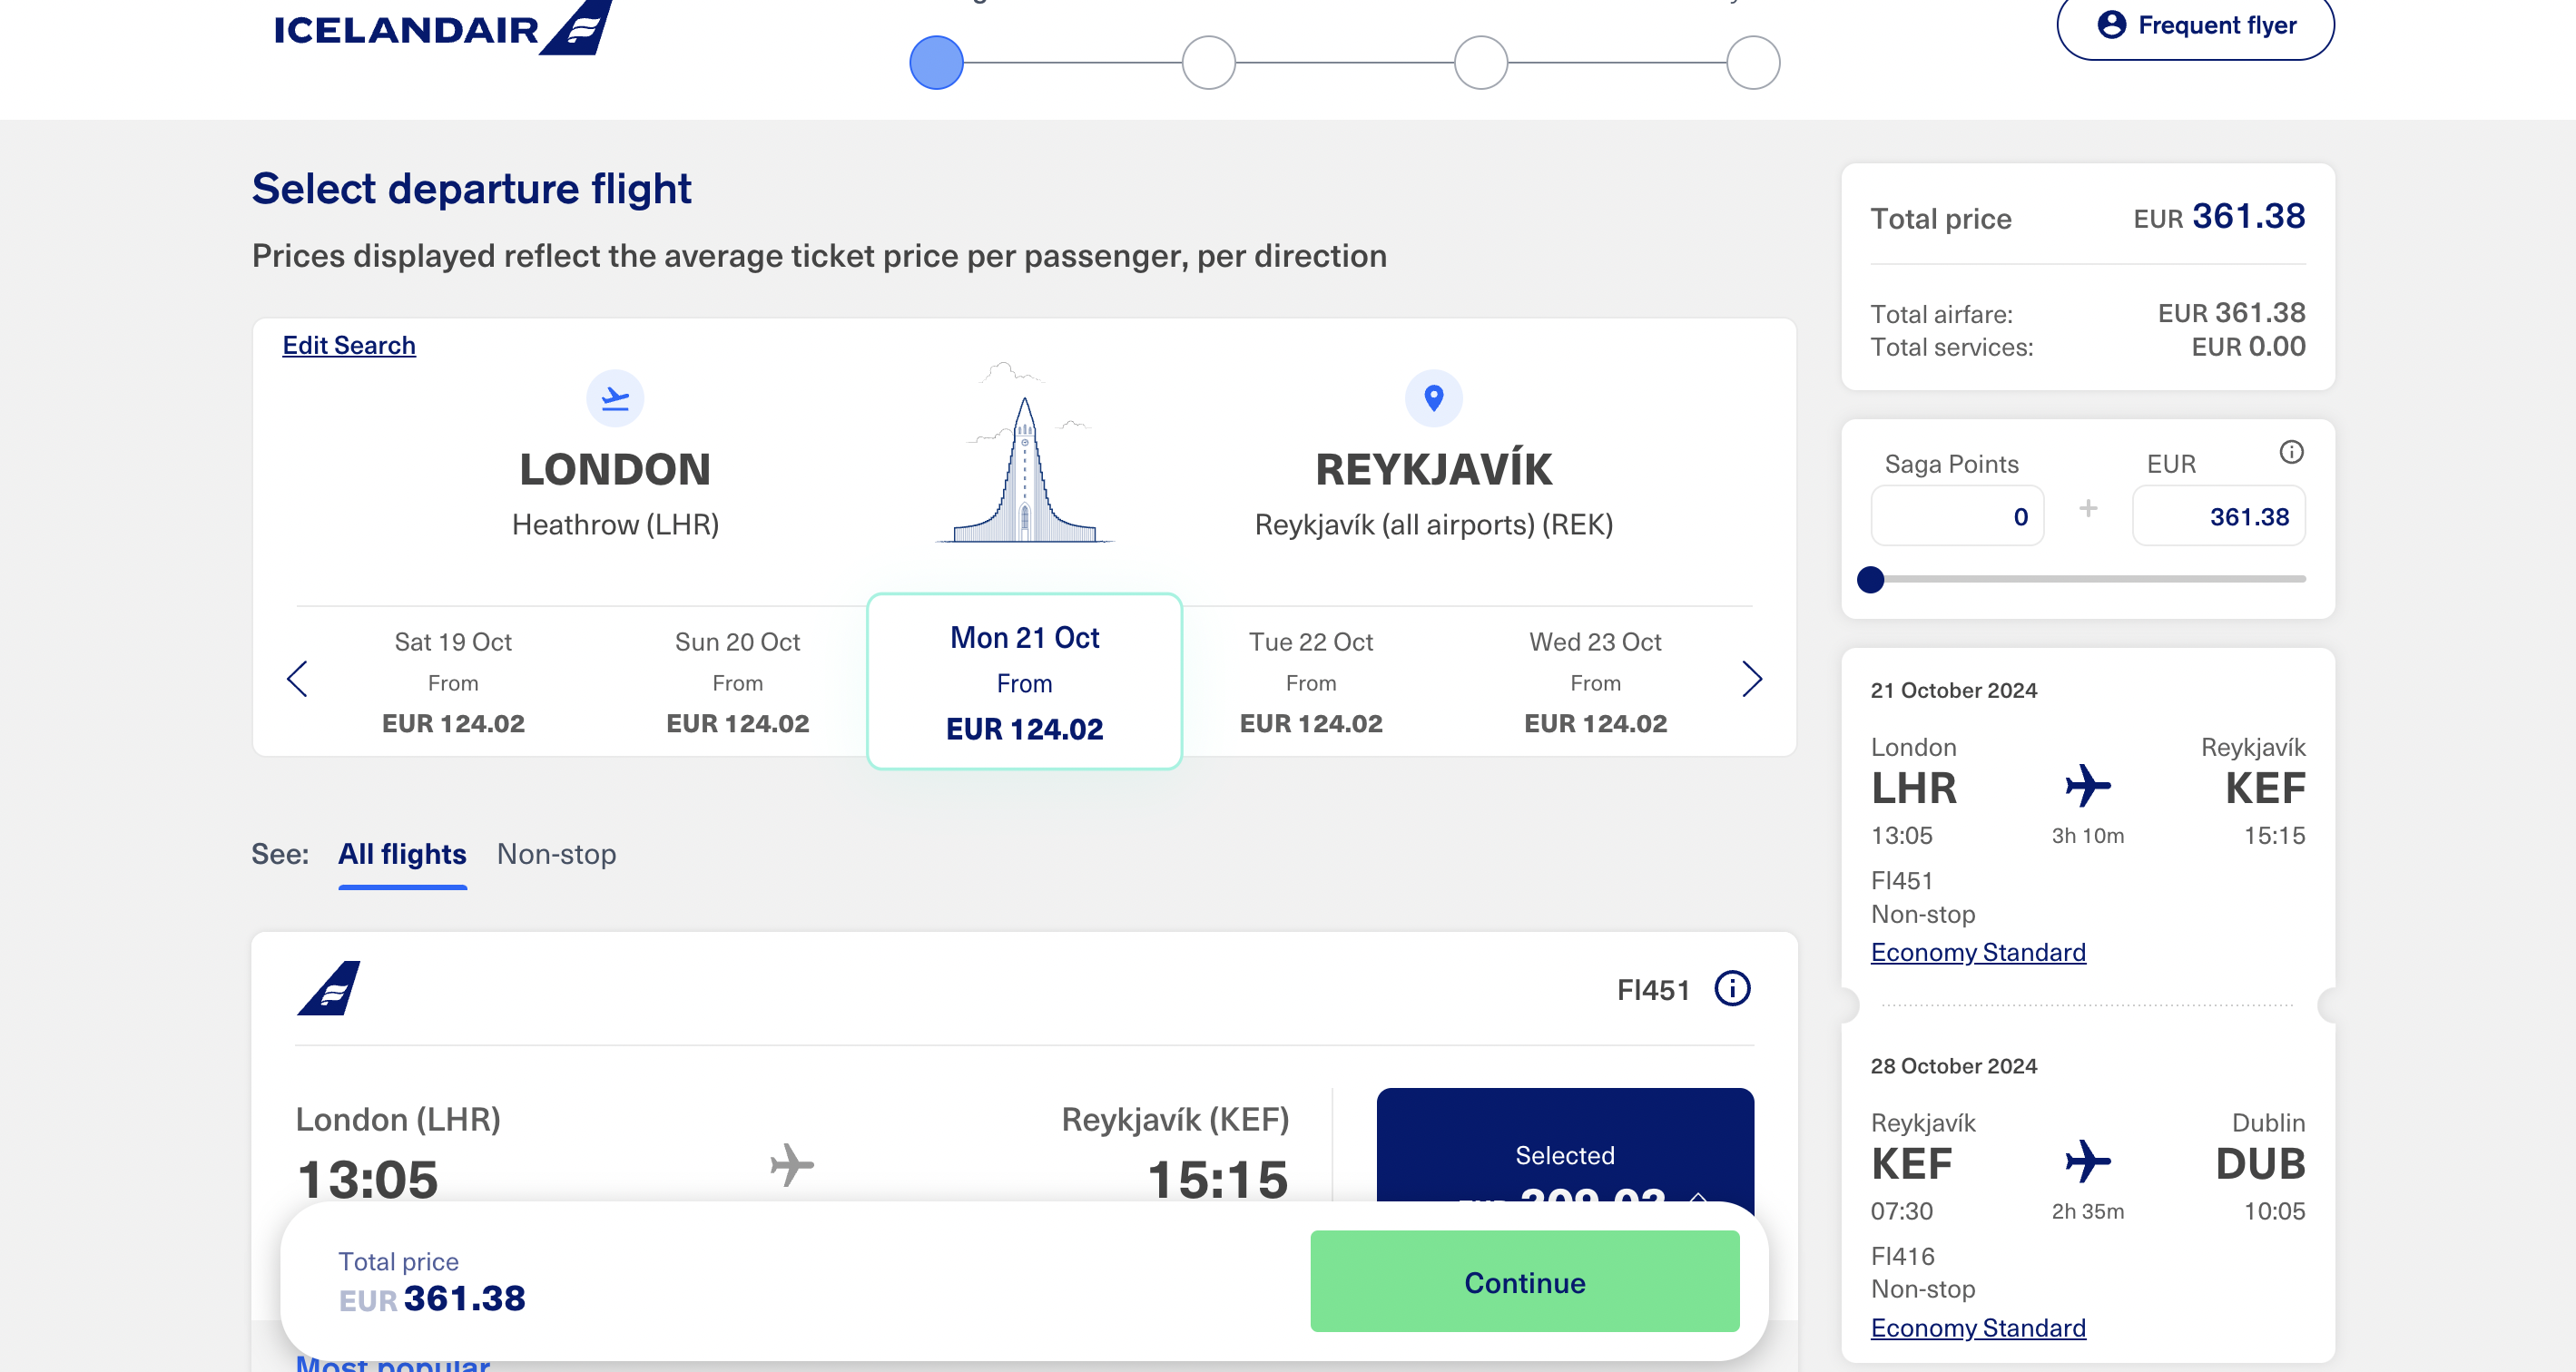 ICELANDAIR
Frequent flyer
Select departure flight
Prices displayed reflect the average ticket price per passenger, per direction
Edit Search
LONDON
Heathrow (LHR)
REYKJAVÍK
Reykjavík (all airports) (REK)
Sat 19 Oct
From
EUR 124.02
Sun 20 Oct
From
EUR 124.02
Mon 21 Oct
From
EUR 124.02
Tue 22 Oct
From
EUR 124.02
Wed 23 Oct
From
EUR 124.02
See: All flights Non-stop
FI451
London (LHR)
13:05
Reykjavík (KEF)
15:15
Selected
Total price
EUR 361.38
Continue
Most popular
Total price EUR 361.38
Total airfare: EUR 361.38
Total services: EUR 0.00
Saga Points EUR
0 + 361.38
21 October 2024
London Reykjavík
LHR KEF
13:05 3h 10m 15:15
FI451
Non-stop
Economy Standard
28 October 2024
Reykjavík Dublin
KEF DUB
07:30 2h 35m 10:05
FI416
Non-stop
Economy Standard